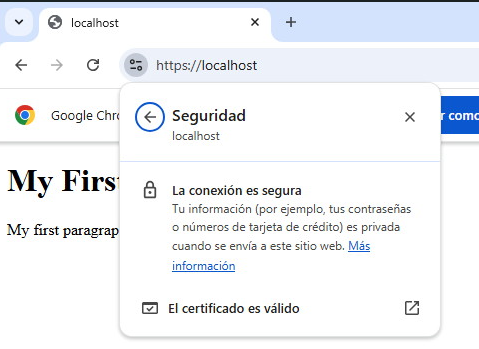 localhost
https://localhost
Google Chro
r como
Seguridad
localhost
My Firs
La conexión es segura
Tu información (por ejemplo, tus contraseñas
o números de tarjeta de crédito) es privada
cuando se envía a este sitio web. Más
información
My first paragrap
El certificado es válido